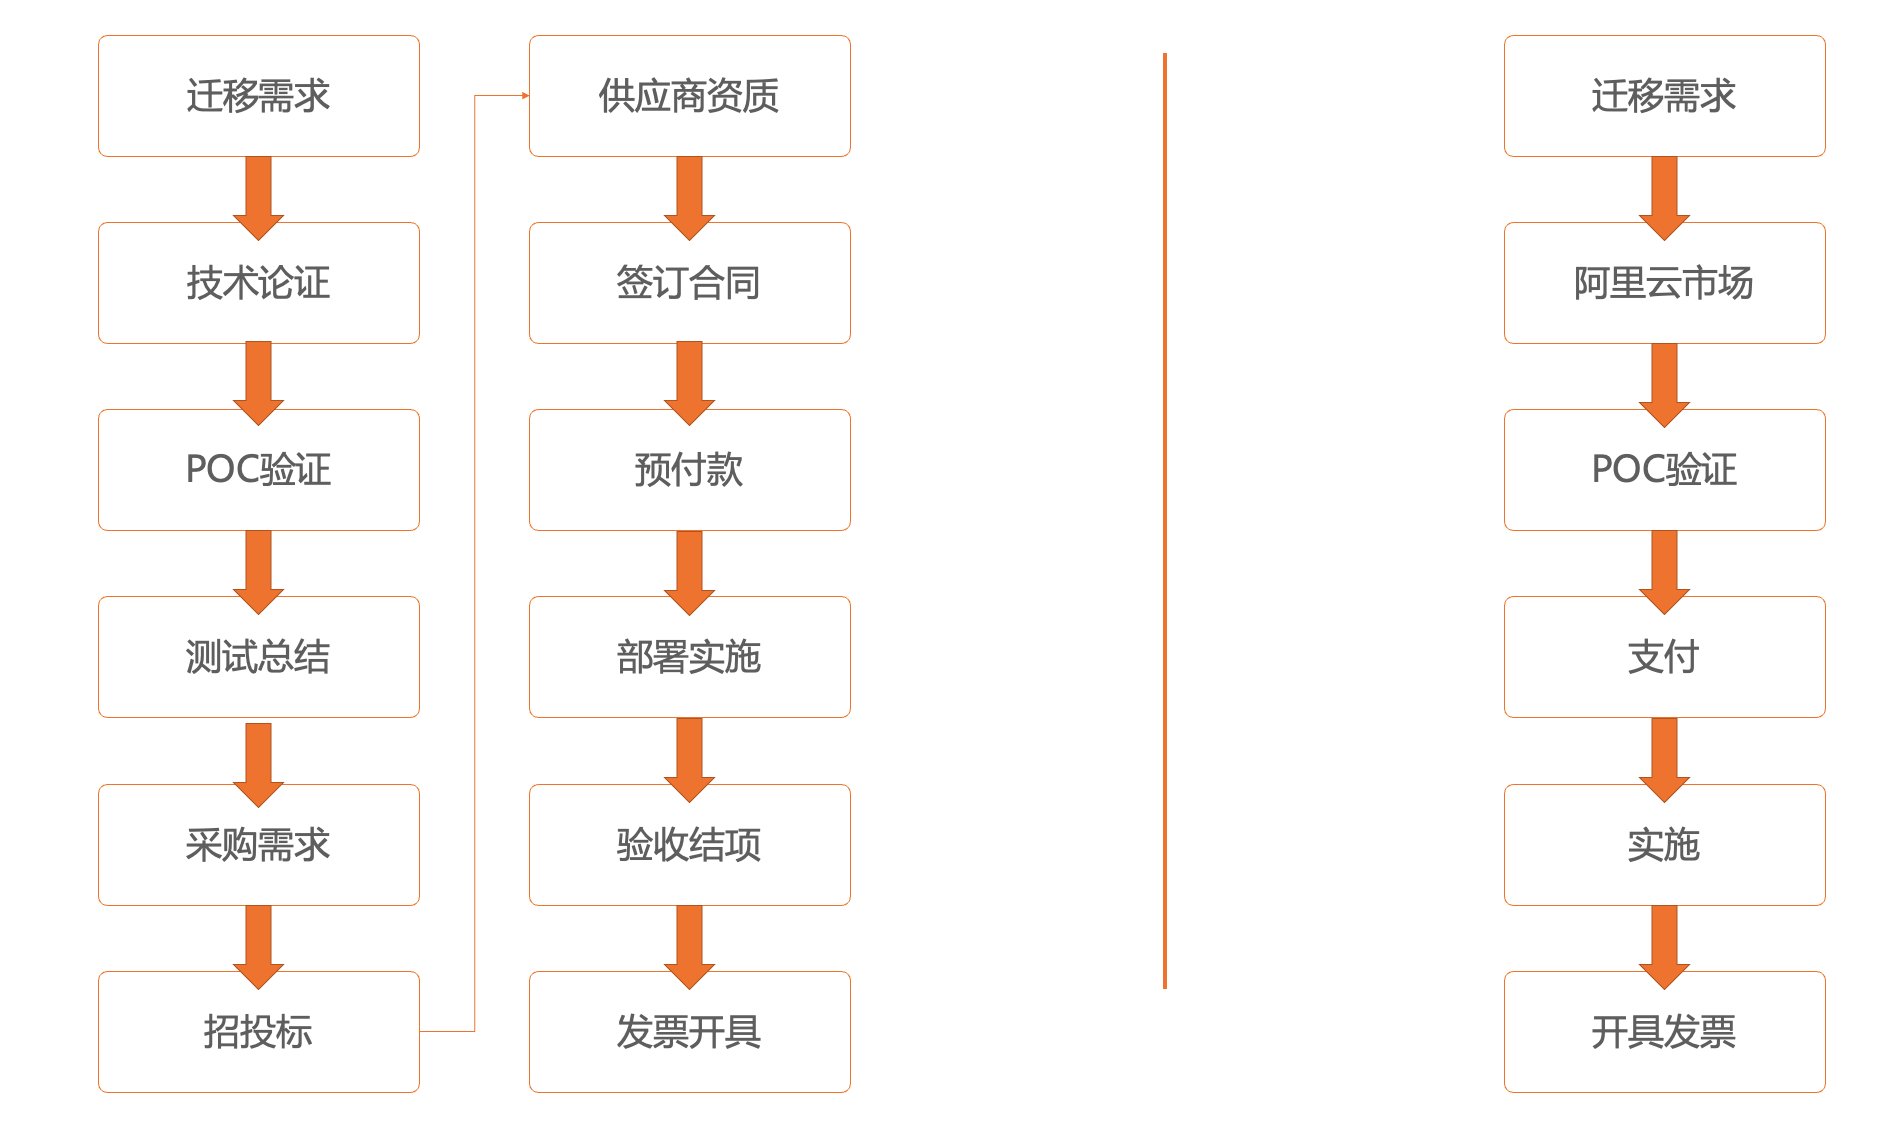 迁移需求
技术论证
POC验证
测试总结
采购需求
招投标
供应商资质
签订合同
预付款
部署实施
验收结项
发票开具
迁移需求
阿里云市场
POC验证
支付
实施
开具发票